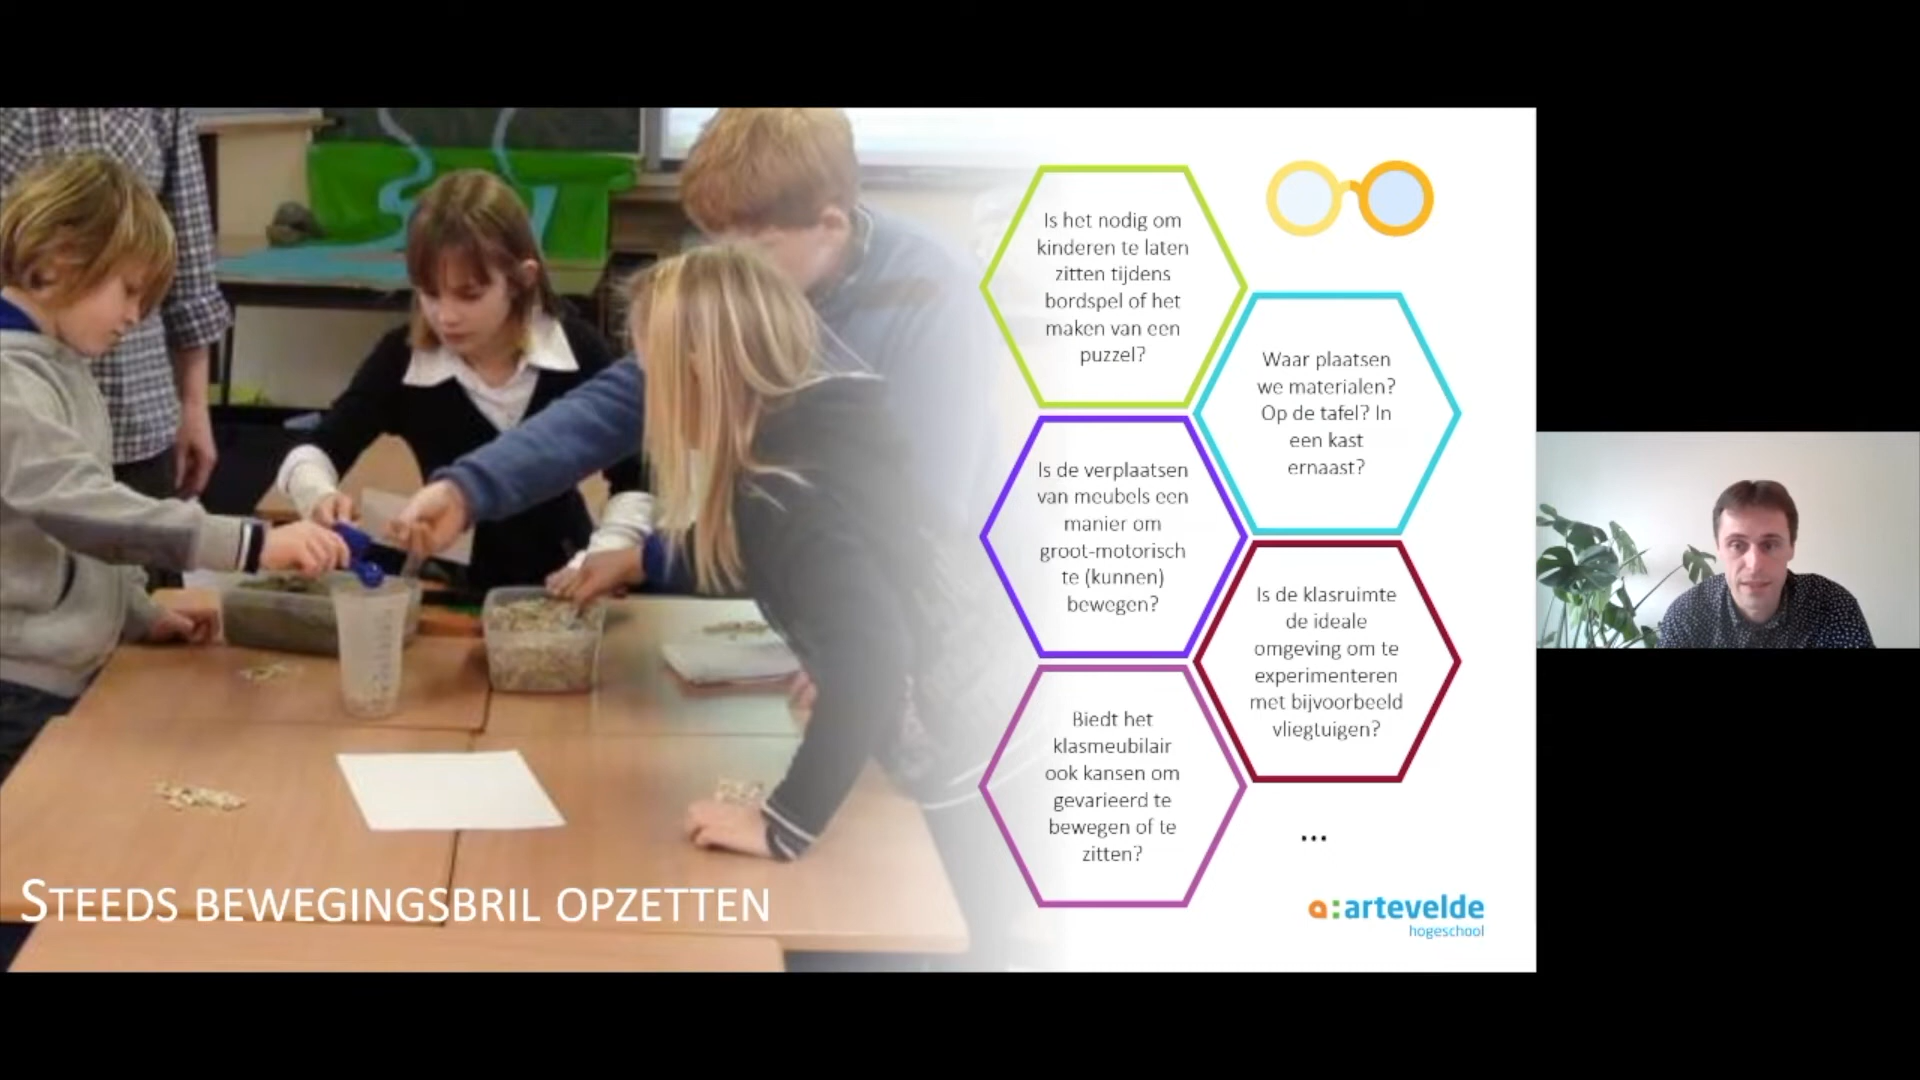 Is het nodig om
kinderen te laten
zitten tijdens
bordspel of het
maken van een
puzzel?
Waar plaatsen
we materialen?
Op de tafel? In
een kast
ernaast?
Is de verplaatsen
van meubels een
manier om
groot-motorisch
te (kunnen)
bewegen?
Is de klasruimte
de ideale
omgeving om te
experimenteren
met bijvoorbeeld
vliegtuigen?
Biedt het
klasmeubilair
ook kansen om
gevarieerd te
bewegen of te
zitten?
...
STEEDS BEWEGINGSBRIL OPZETTEN
a:artevelde
hogeschool